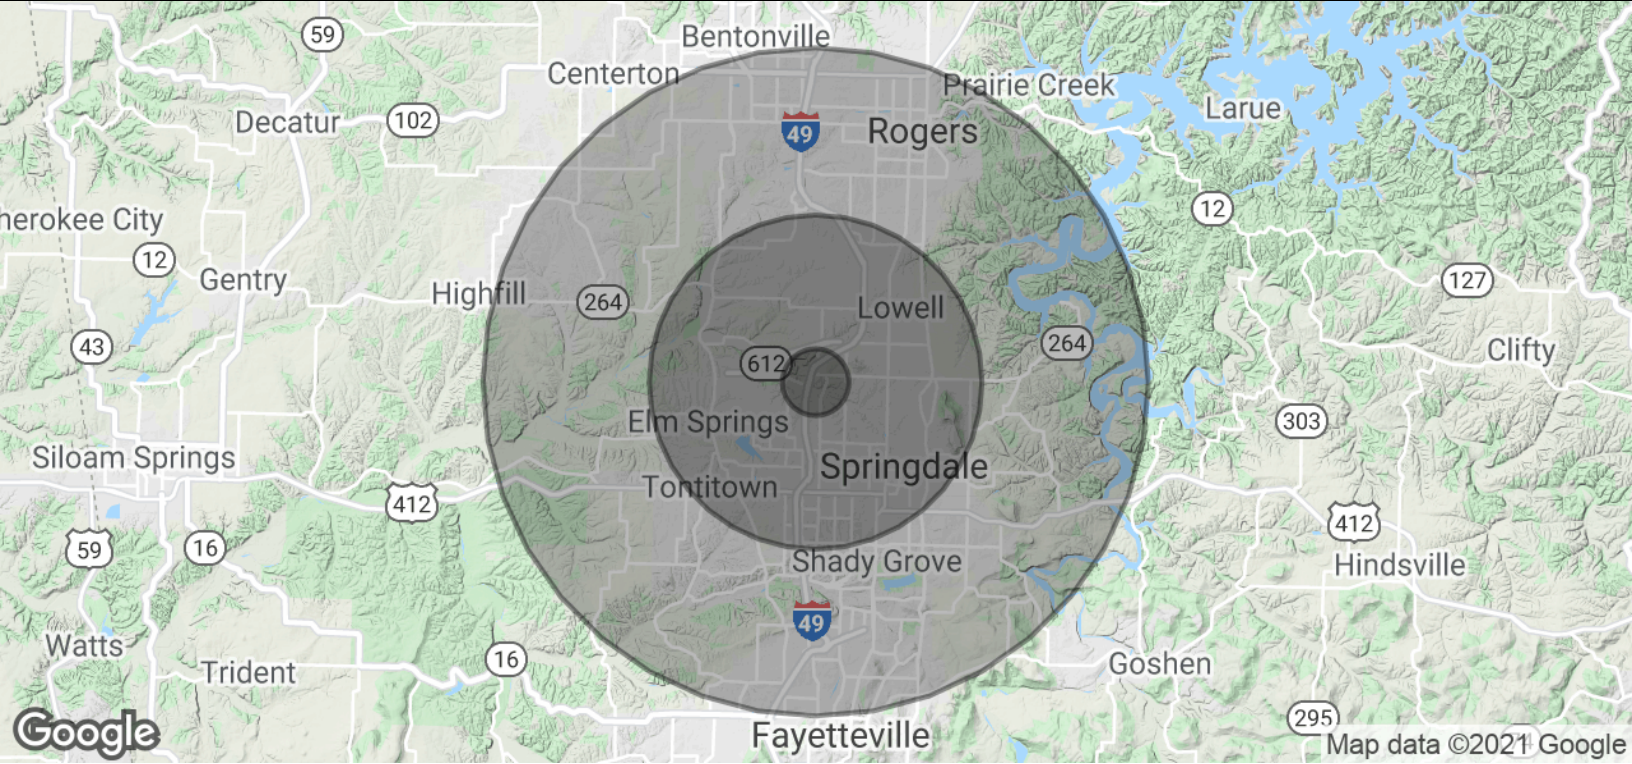 59
Bentonville
Centerton
Prairie Creek
Larue
Decatur
102
49
Rogers
herokee City
12
12
Gentry
Highfill
264
127
Lowell
43
264
Clifty
612
Elm Springs
303
Siloam Springs
Springdale
Tontitown
412
412
59
16
Shady Grove
Hindsville
49
Watts
16
Goshen
Trident
295
Google
Fayetteville
Map data ©2021 Google